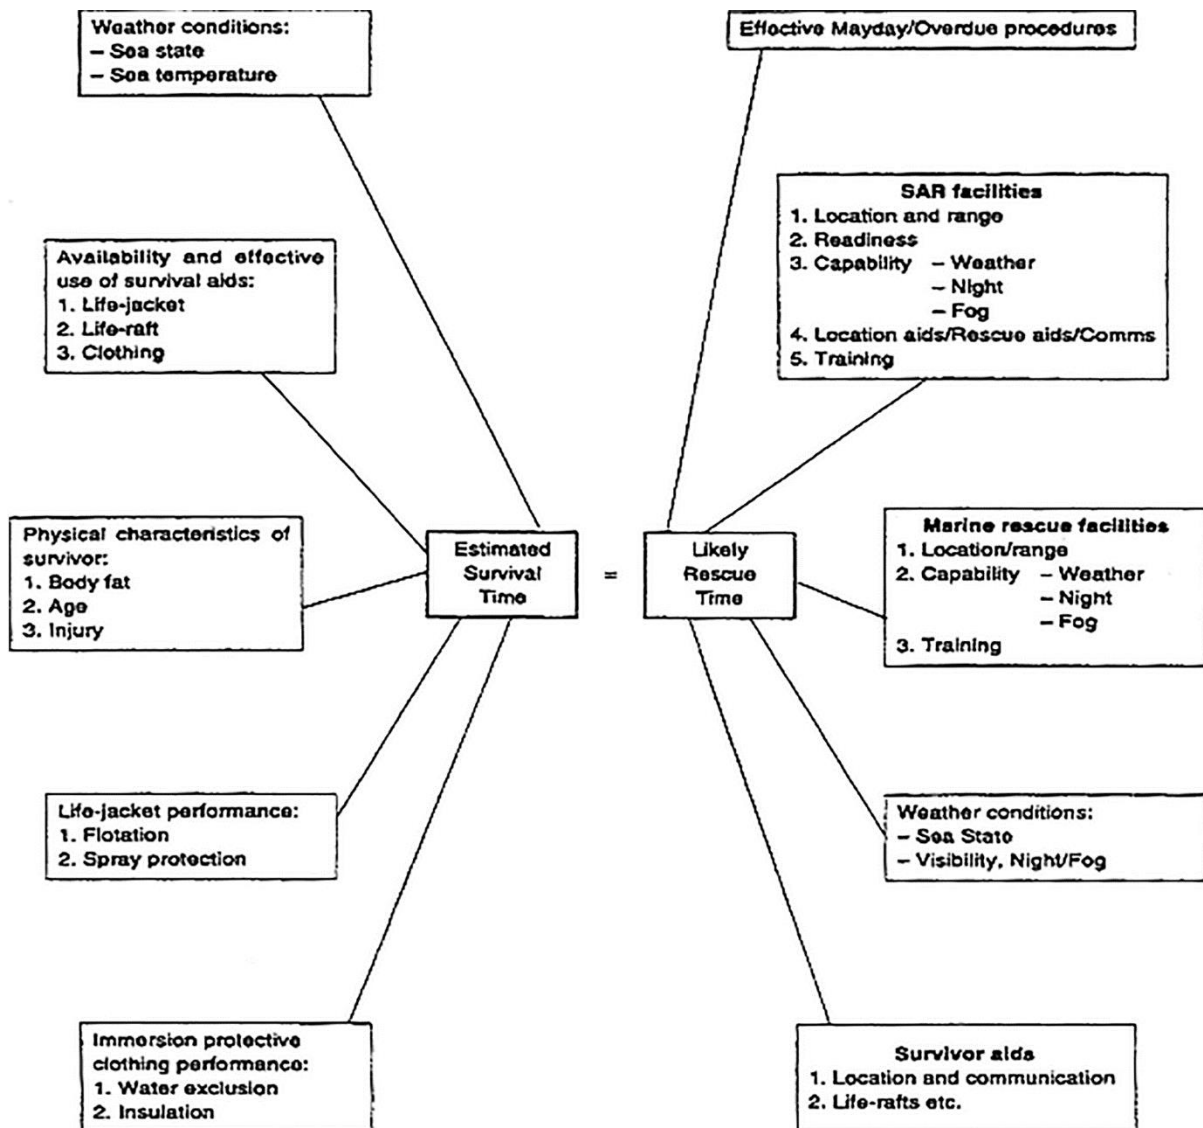 Weather conditions:
– Sea state
– Sea temperature
Availability and effective
use of survival aids:
1. Life-jacket
2. Life-raft
3. Clothing
Physical characteristics of
survivor:
1. Body fat
2. Age
3. Injury
Life-jacket performance:
1. Flotation
2. Spray protection
Immersion protective
clothing performance:
1. Water exclusion
2. Insulation
Estimated
Survival
Time
=
Likely
Rescue
Time
Effective Mayday/Overdue procedures
SAR facilities
1. Location and range
2. Readiness
3. Capability – Weather
– Night
– Fog
4. Location aids/Rescue aids/Comms
5. Training
Marine rescue facilities
1. Location/range
2. Capability – Weather
– Night
– Fog
3. Training
Weather conditions:
– Sea State
– Visibility, Night/Fog
Survivor aids
1. Location and communication
2. Life-rafts etc.